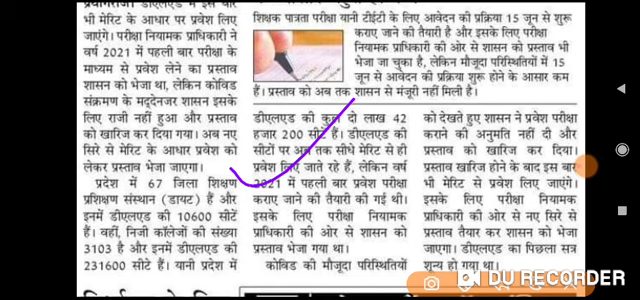 प्रयागराज। डीएलएड में इस बार
भी मेरिट के आधार पर प्रवेश लिए
जाएंगे। परीक्षा नियामक प्राधिकारी ने
वर्ष 2021 में पहली बार परीक्षा के
माध्यम से प्रवेश लेने का प्रस्ताव
शासन को भेजा था, लेकिन कोविड
संक्रमण के मद्देनजर शासन इसके
लिए राजी नहीं हुआ और प्रस्ताव
को खारिज कर दिया गया। अब नए
सिरे से मेरिट के आधार प्रवेश को
लेकर प्रस्ताव भेजा जाएगा।
प्रदेश में 67 जिला शिक्षण
प्रशिक्षण संस्थान (डायट) हैं और
इनमें डीएलएड की 10600 सीटें
हैं। वहीं, निजी कॉलेजों की संख्या
3103 है और इनमें डीएलएड की
231600 सीटें हैं। यानी प्रदेश में
शिक्षक पात्रता परीक्षा यानी टीईटी के लिए आवेदन की प्रक्रिया 15 जून से शुरू
कराए जाने की तैयारी है और इसके लिए परीक्षा
नियामक प्राधिकारी की ओर से शासन को प्रस्ताव भी
भेजा जा चुका है, लेकिन मौजूदा परिस्थितियों में 15
जून से आवेदन की प्रक्रिया शुरू होने के आसार कम
हैं। प्रस्ताव को अब तक शासन से मंजूरी नहीं मिली है।
डीएलएड की कुल दो लाख 42
हजार 200 सीटें हैं। डीएलएड की
सीटों पर अब तक सीधे मेरिट से ही
प्रवेश लिए जाते रहे हैं, लेकिन वर्ष
2021 में पहली बार प्रवेश परीक्षा
कराए जाने की तैयारी की गई थी।
इसके लिए परीक्षा नियामक
प्राधिकारी की ओर से शासन को
प्रस्ताव भेजा गया था।
कोविड की मौजूदा परिस्थितियों
को देखते हुए शासन ने प्रवेश परीक्षा
कराने की अनुमति नहीं दी और
प्रस्ताव को खारिज कर दिया।
प्रस्ताव खारिज होने के बाद इस बार
भी मेरिट से प्रवेश लिए जाएंगे।
इसके लिए परीक्षा नियामक
प्राधिकारी की ओर से नए सिरे से
प्रस्ताव तैयार कर शासन को भेजा
जाएगा। डीएलएड का पिछला सत्र
शून्य हो गया था।
DU RECORDER